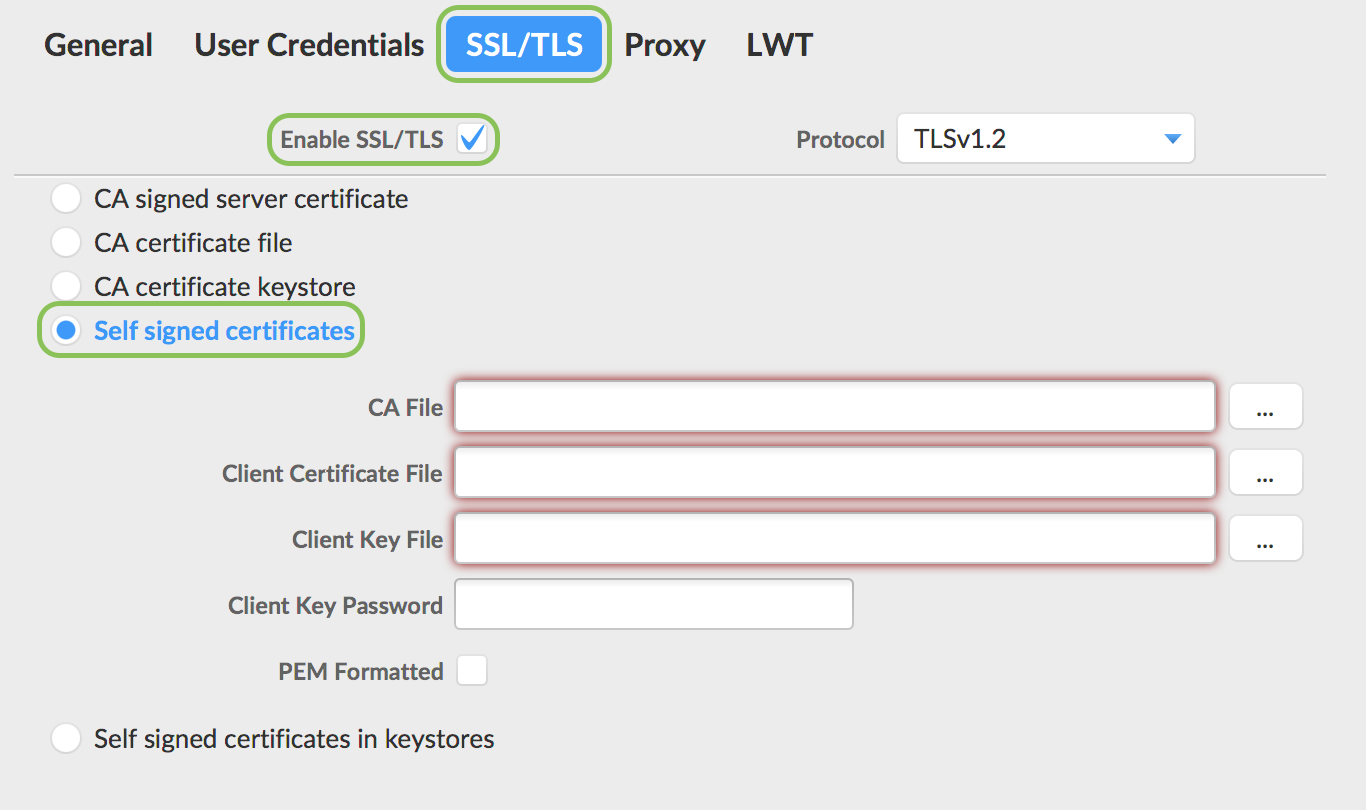 General User Credentials SSL/TLS Proxy LWT
Enable SSL/TLS Protocol TLSv1.2
CA signed server certificate
CA certificate file
CA certificate keystore
Self signed certificates
CA File ...
Client Certificate File ...
Client Key File ...
Client Key Password
PEM Formatted
Self signed certificates in keystores